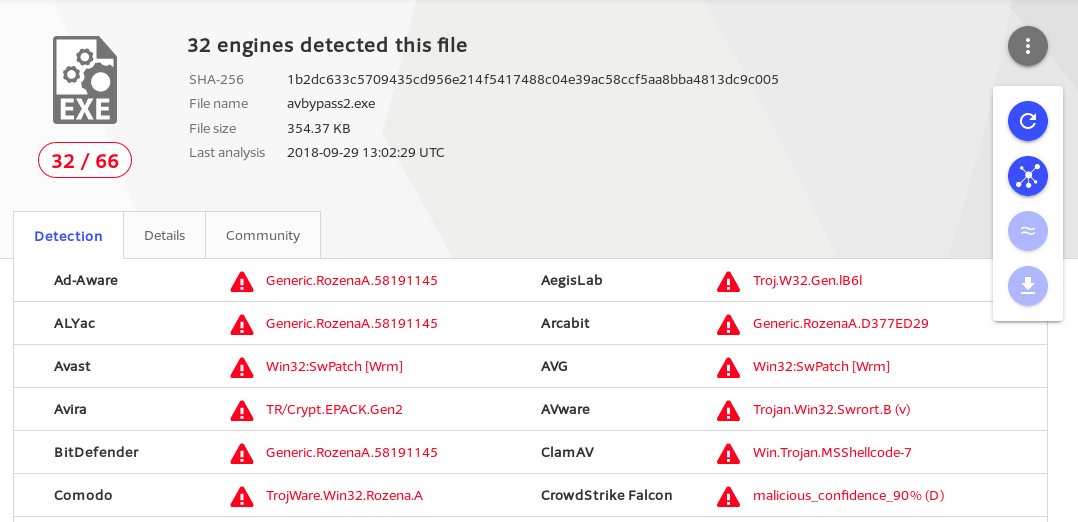 32 engines detected this file
EXE
SHA-256 1b2dc633c5709435cd956e214f5417488c04e39ac58ccf5aa8bba4813dc9c005
File name avbypass2.exe
File size 354.37 KB
32 / 66
Last analysis 2018-09-29 13:02:29 UTC
Detection Details Community
Ad-Aware Generic.RozenaA.58191145 AegisLab Troj.W32.Gen.lB6l
ALYac Generic.RozenaA.58191145 Arcabit Generic.RozenaA.D377ED29
Avast Win32:SwPatch [Wrm] AVG Win32:SwPatch [Wrm]
Avira TR/Crypt.EPACK.Gen2 AVware Trojan.Win32.Swrort.B (v)
BitDefender Generic.RozenaA.58191145 ClamAV Win.Trojan.MSShellcode-7
Comodo TrojWare.Win32.Rozena.A CrowdStrike Falcon malicious_confidence_90% (D)